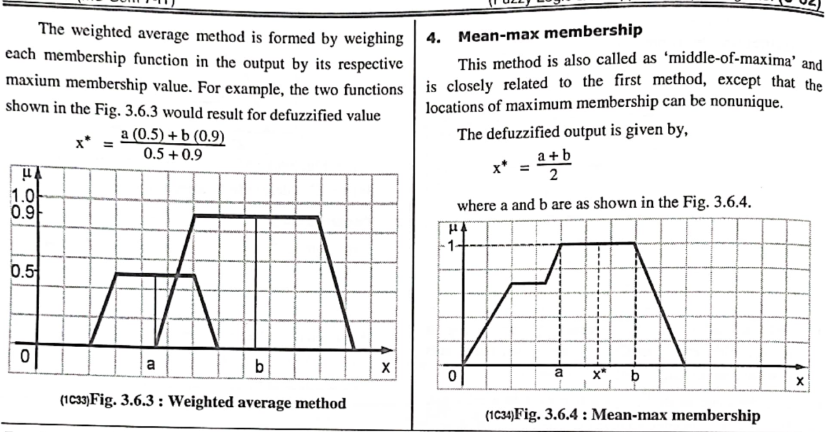 The weighted average method is formed by weighing
each membership function in the output by its respective
maxium membership value. For example, the two functions
shown in the Fig. 3.6.3 would result for defuzzified value
x* = a (0.5) + b (0.9)
0.5 + 0.9
μ
1.0
0.9
0.5
0
a
b
x
(1C33)Fig. 3.6.3 : Weighted average method
4. Mean-max membership
This method is also called as ‘middle-of-maxima’ and
is closely related to the first method, except that the
locations of maximum membership can be nonunique.
The defuzzified output is given by,
x* = a + b
2
where a and b are as shown in the Fig. 3.6.4.
μ
1
0
a
x*
b
x
(1C34)Fig. 3.6.4 : Mean-max membership